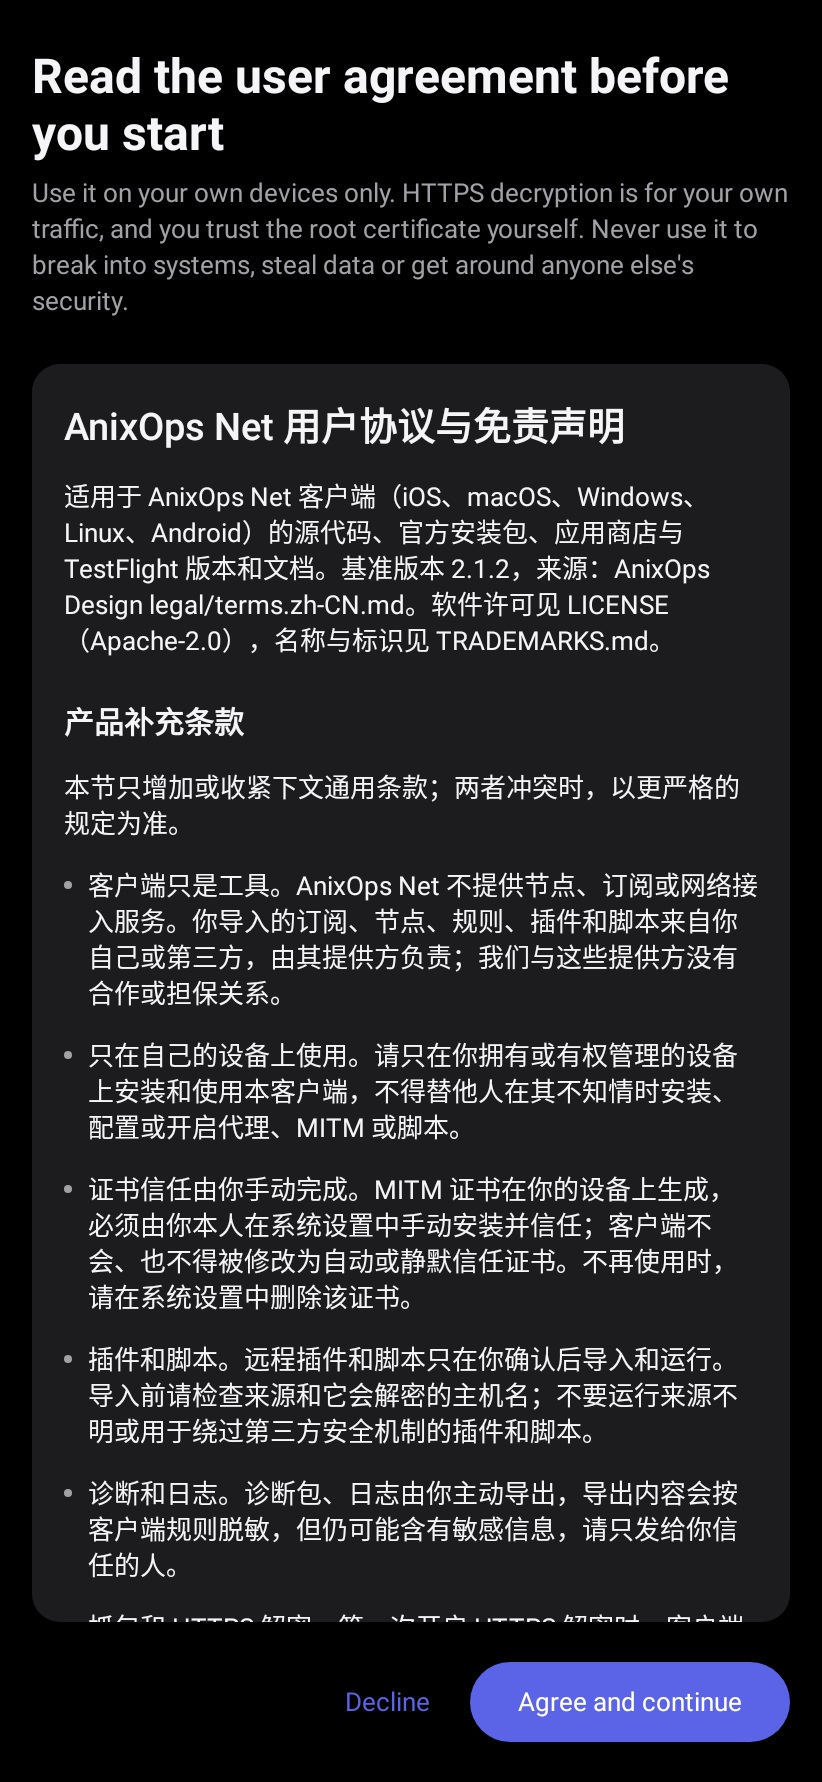 Read the user agreement before
you start
Use it on your own devices only. HTTPS decryption is for your own
traffic, and you trust the root certificate yourself. Never use it to
break into systems, steal data or get around anyone else's
security.
AnixOps Net 用户协议与免责声明
适用于 AnixOps Net 客户端（iOS、macOS、Windows、
Linux、Android）的源代码、官方安装包、应用商店与
TestFlight 版本和文档。基准版本 2.1.2，来源：AnixOps
Design legal/terms.zh-CN.md。软件许可见 LICENSE
（Apache-2.0），名称与标识见 TRADEMARKS.md。
产品补充条款
本节只增加或收紧下文通用条款；两者冲突时，以更严格的
规定为准。
• 客户端只是工具。AnixOps Net 不提供节点、订阅或网络接
入服务。你导入的订阅、节点、规则、插件和脚本来自你
自己或第三方，由其提供方负责；我们与这些提供方没有
合作或担保关系。
• 只在自己的设备上使用。请只在你拥有或有权管理的设备
上安装和使用本客户端，不得替他人在其不知情时安装、
配置或开启代理、MITM 或脚本。
• 证书信任由你手动完成。MITM 证书在你的设备上生成，
必须由你本人在系统设置中手动安装并信任；客户端不
会、也不得被修改为自动或静默信任证书。不再使用时，
请在系统设置中删除该证书。
• 插件和脚本。远程插件和脚本只在你确认后导入和运行。
导入前请检查来源和它会解密的主机名；不要运行来源不
明或用于绕过第三方安全机制的插件和脚本。
• 诊断和日志。诊断包、日志由你主动导出，导出内容会按
客户端规则脱敏，但仍可能含有敏感信息，请只发给你信
任的人。
抓包和 HTTPS 解密。第一次开启 HTTPS 解密时，客户端
Decline
Agree and continue